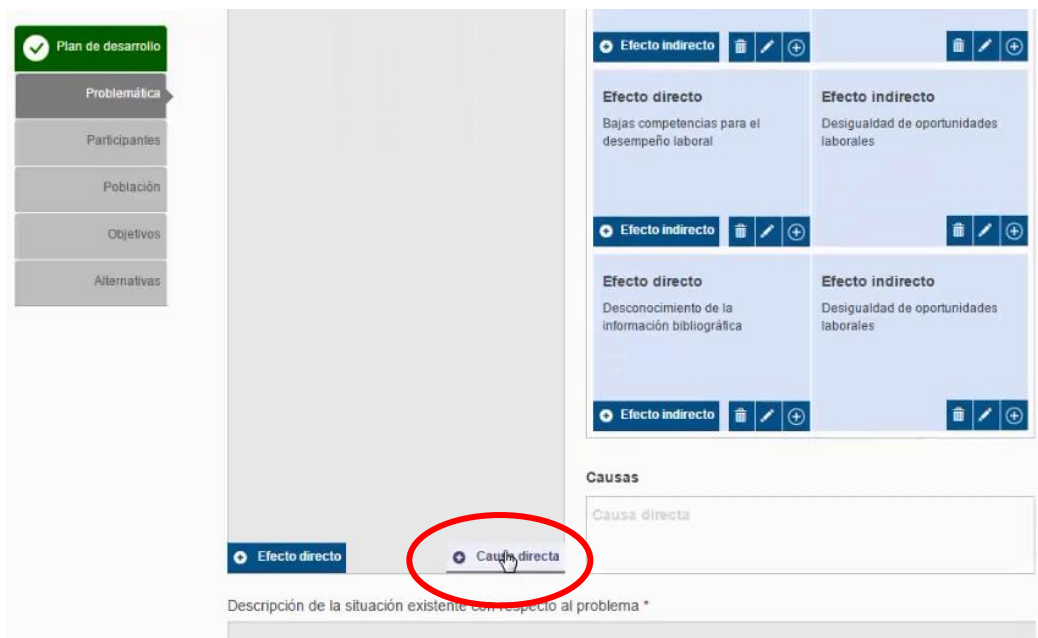 Plan de desarrollo
Problemática
Participantes
Población
Objetivos
Alternativas
Efecto indirecto
Efecto directo
Bajas competencias para el
desempeño laboral
Efecto indirecto
Desigualdad de oportunidades
laborales
Efecto indirecto
Efecto directo
Desconocimiento de la
información bibliográfica
Efecto indirecto
Desigualdad de oportunidades
laborales
Efecto indirecto
Causas
Causa directa
Efecto directo
Causa directa
Descripción de la situación existente con respecto al problema *